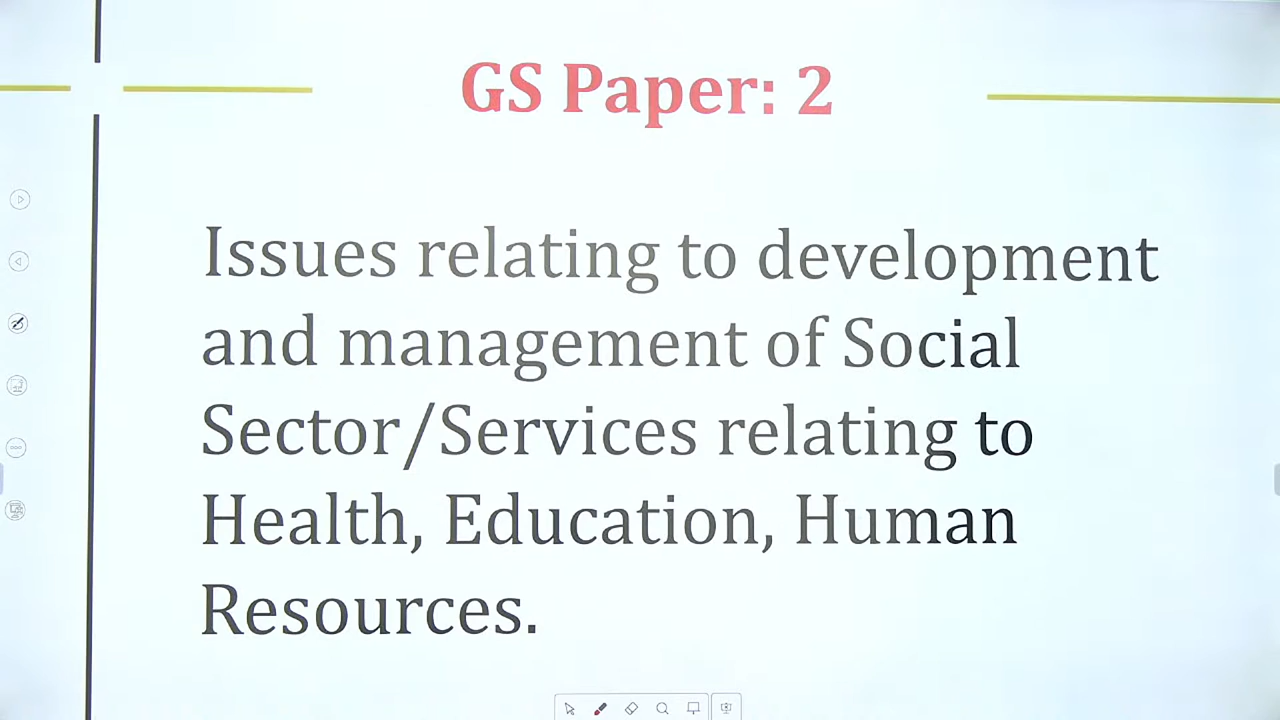 GS Paper: 2
Issues relating to development
and management of Social
Sector/Services relating to
Health, Education, Human
Resources.